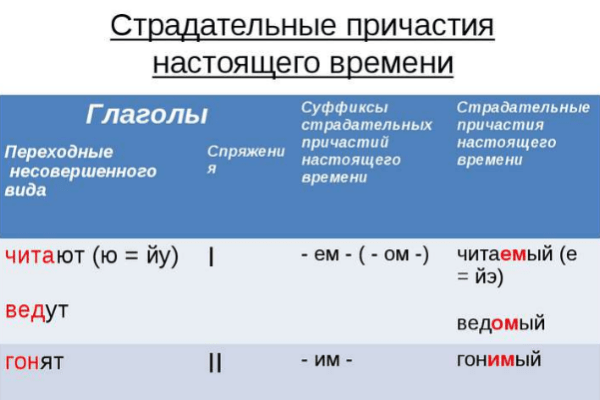 Страдательные причастия
настоящего времени
Глаголы
Переходные
несовершенного
вида
Спряжени
я
Суффиксы
страдательных
причастий
настоящего
времени
Страдательные
причастия
настоящего
времени
читают (ю = йу)
ведут
I
- ем - ( - ом -)
читаемый (е
= йэ)
ведомый
гонят
II
- им -
гонимый